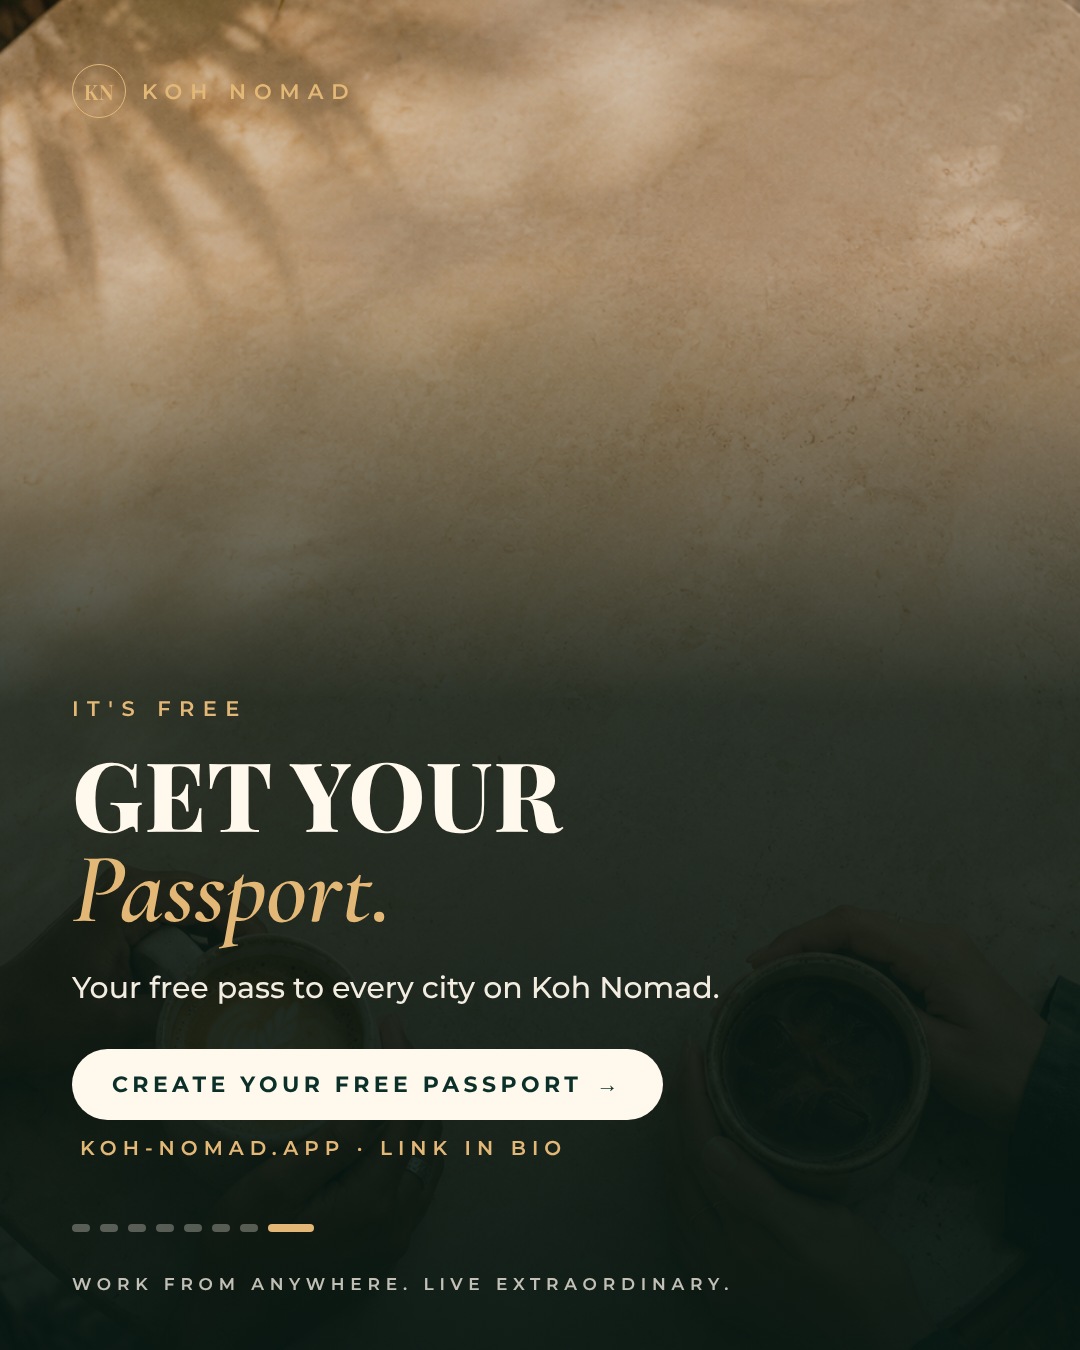 KN KOH NOMAD
IT'S FREE
GET YOUR
Passport.
Your free pass to every city on Koh Nomad.
CREATE YOUR FREE PASSPORT →
KOH-NOMAD.APP · LINK IN BIO
WORK FROM ANYWHERE. LIVE EXTRAORDINARY.